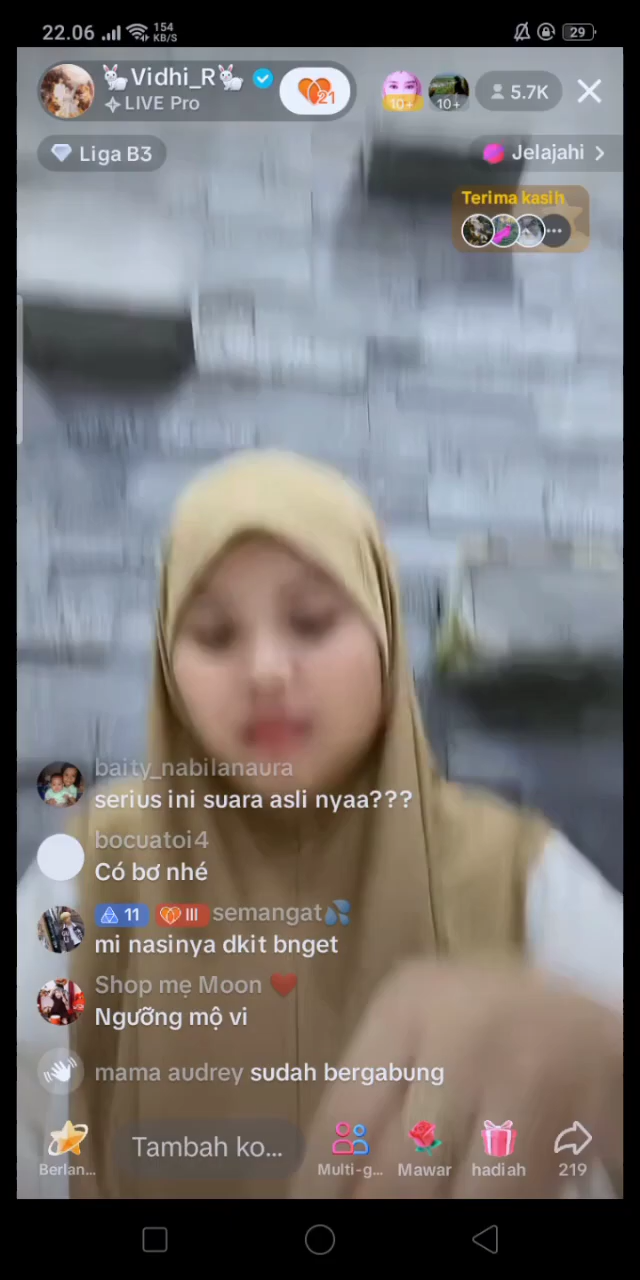 22.06
154
KB/S
29
Vidhi_R
LIVE Pro
21
10+
10+
5.7K
Liga B3
Jelajahi
Terima kasih
baity_nabilanaura
serius ini suara asli nyaa???
bocuatoi4
Có bơ nhé
11 III semangat💦
mi nasinya dkit bnget
Shop mẹ Moon ❤️
Ngưỡng mộ vi
mama audrey sudah bergabung
Berlan...
Tambah ko...
Multi-g...
Mawar
hadiah
219